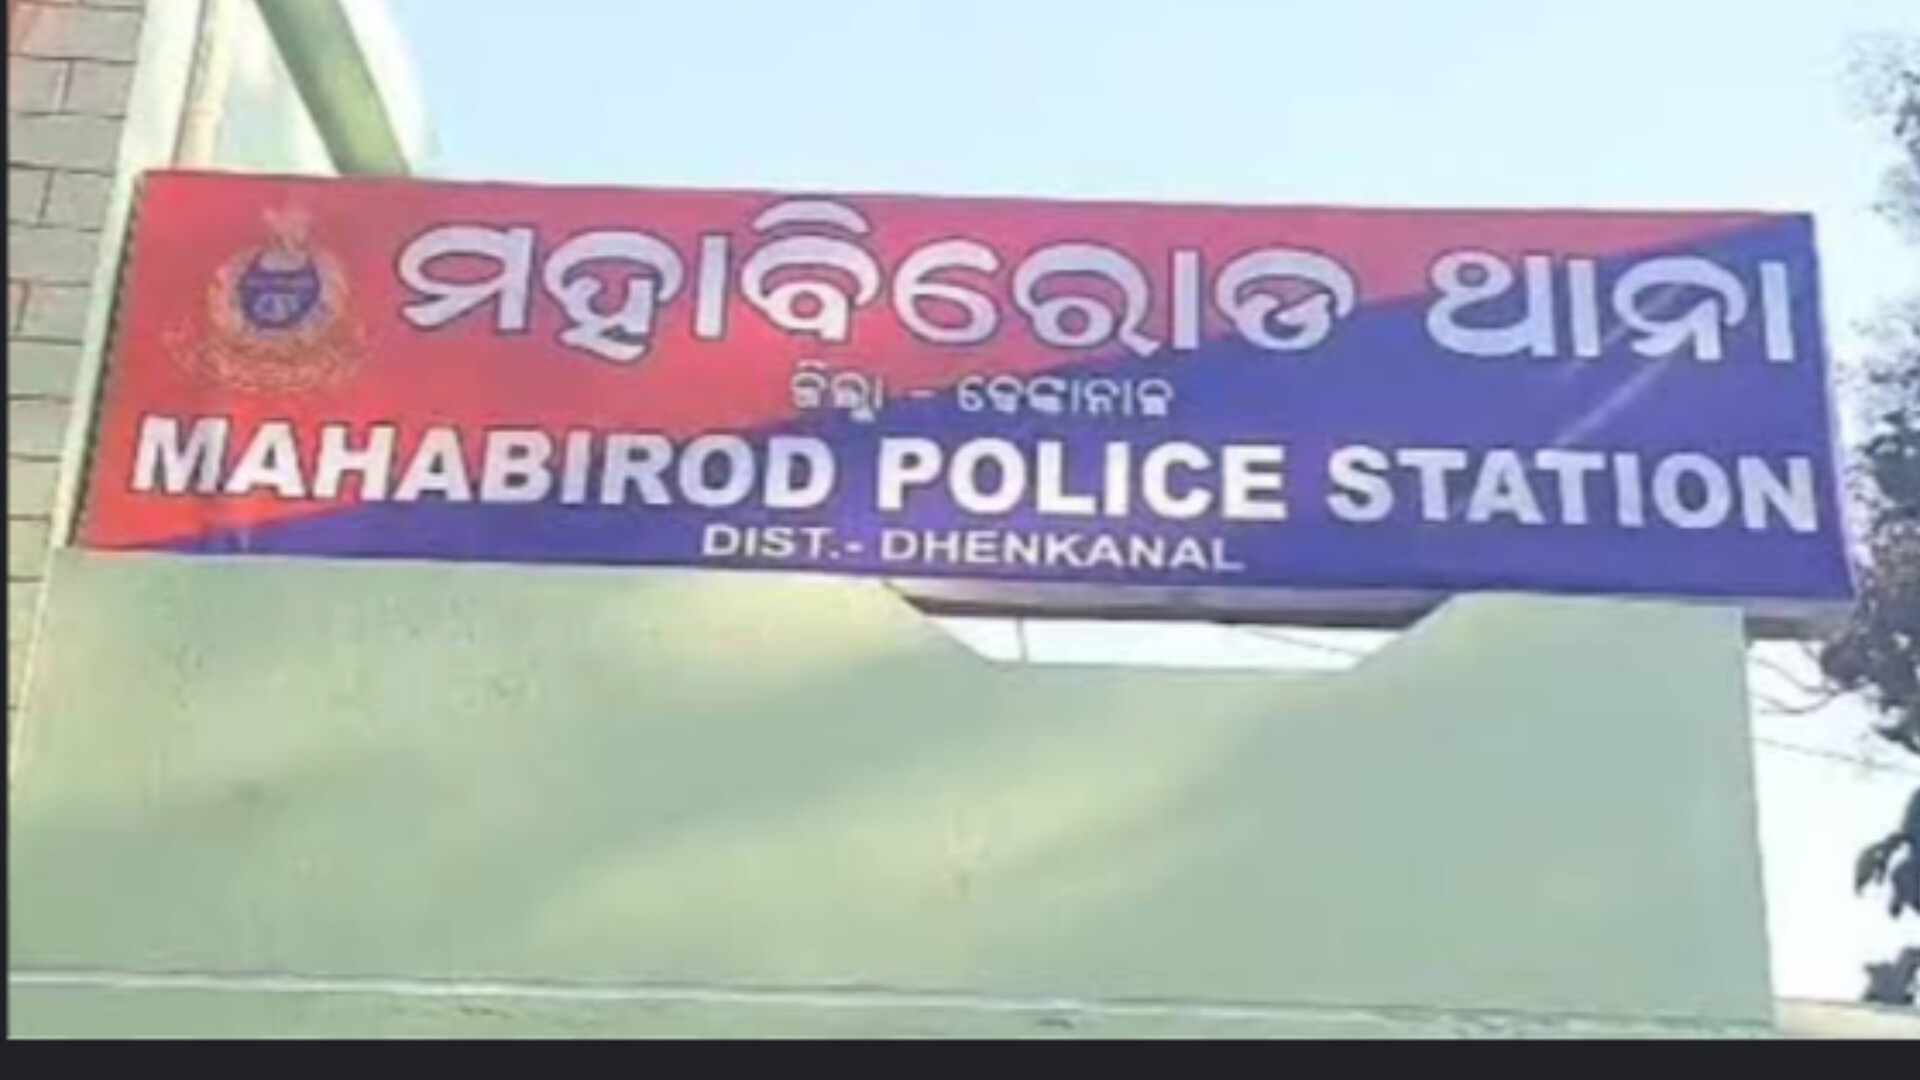 ମହାବିରୋଡ ଥାନା
ଜିଲ୍ଲା - ଢେଙ୍କାନାଳ
MAHABIROD POLICE STATION
DIST.- DHENKANAL